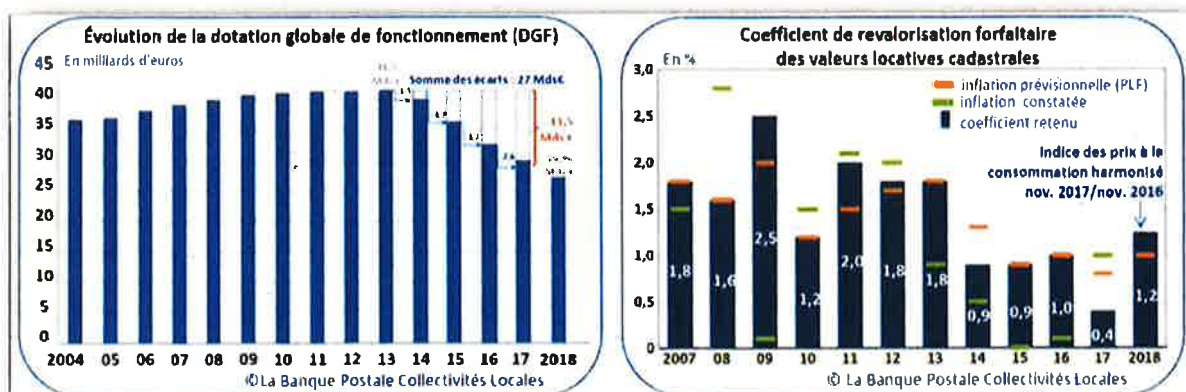 Évolution de la dotation globale de fonctionnement (DGF)
En milliards d'euros
Somme des écarts : 27 Mds€
45
40
35
30
25
20
15
10
5
0
2004 05 06 07 08 09 10 11 12 13 14 15 16 17 2018
© La Banque Postale Collectivités Locales
Coefficient de revalorisation forfaitaire
des valeurs locatives cadastrales
En %
3,0
2,5
2,0
1,5
1,0
0,5
0
inflation prévisionnelle (PLF)
inflation constatée
coefficient retenu
Indice des prix à la
consommation harmonisé
nov. 2017/nov. 2016
1,8 1,6 2,5 1,2 2,0 1,8 1,8 0,9 0,9 1,0 0,4 1,2
2007 08 09 10 11 12 13 14 15 16 17 2018
© La Banque Postale Collectivités Locales